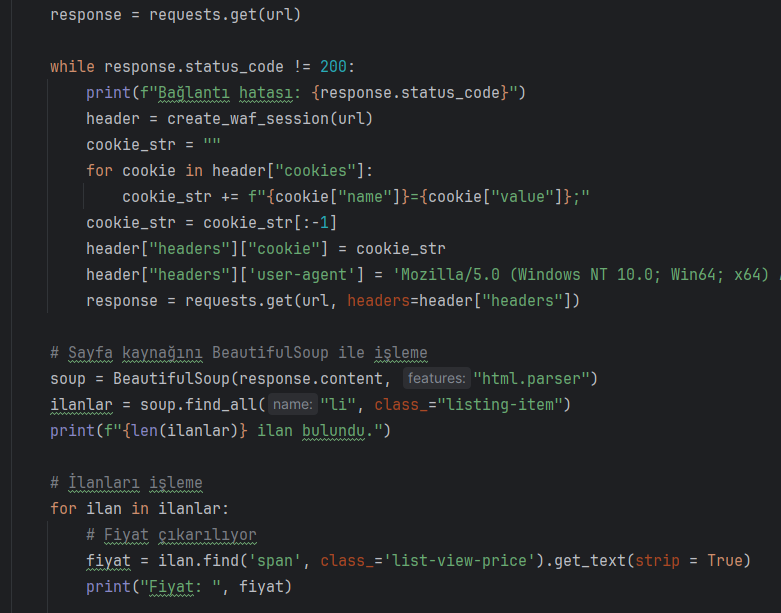 response = requests.get(url)
while response.status_code != 200:
print(f"Bağlantı hatası: {response.status_code}")
header = create_waf_session(url)
cookie_str = ""
for cookie in header["cookies"]:
cookie_str += f"{cookie["name"]}={cookie["value"]};"
cookie_str = cookie_str[:-1]
header["headers"]["cookie"] = cookie_str
header["headers"]['user-agent'] = 'Mozilla/5.0 (Windows NT 10.0; Win64; x64)
response = requests.get(url, headers=header["headers"])
# Sayfa kaynağını BeautifulSoup ile işleme
soup = BeautifulSoup(response.content, features: "html.parser")
ilanlar = soup.find_all( name: "li", class_="listing-item")
print(f"{len(ilanlar)} ilan bulundu.")
# İlanları işleme
for ilan in ilanlar:
# Fiyat çıkarılıyor
fiyat = ilan.find('span', class_='list-view-price').get_text(strip = True)
print("Fiyat: ", fiyat)